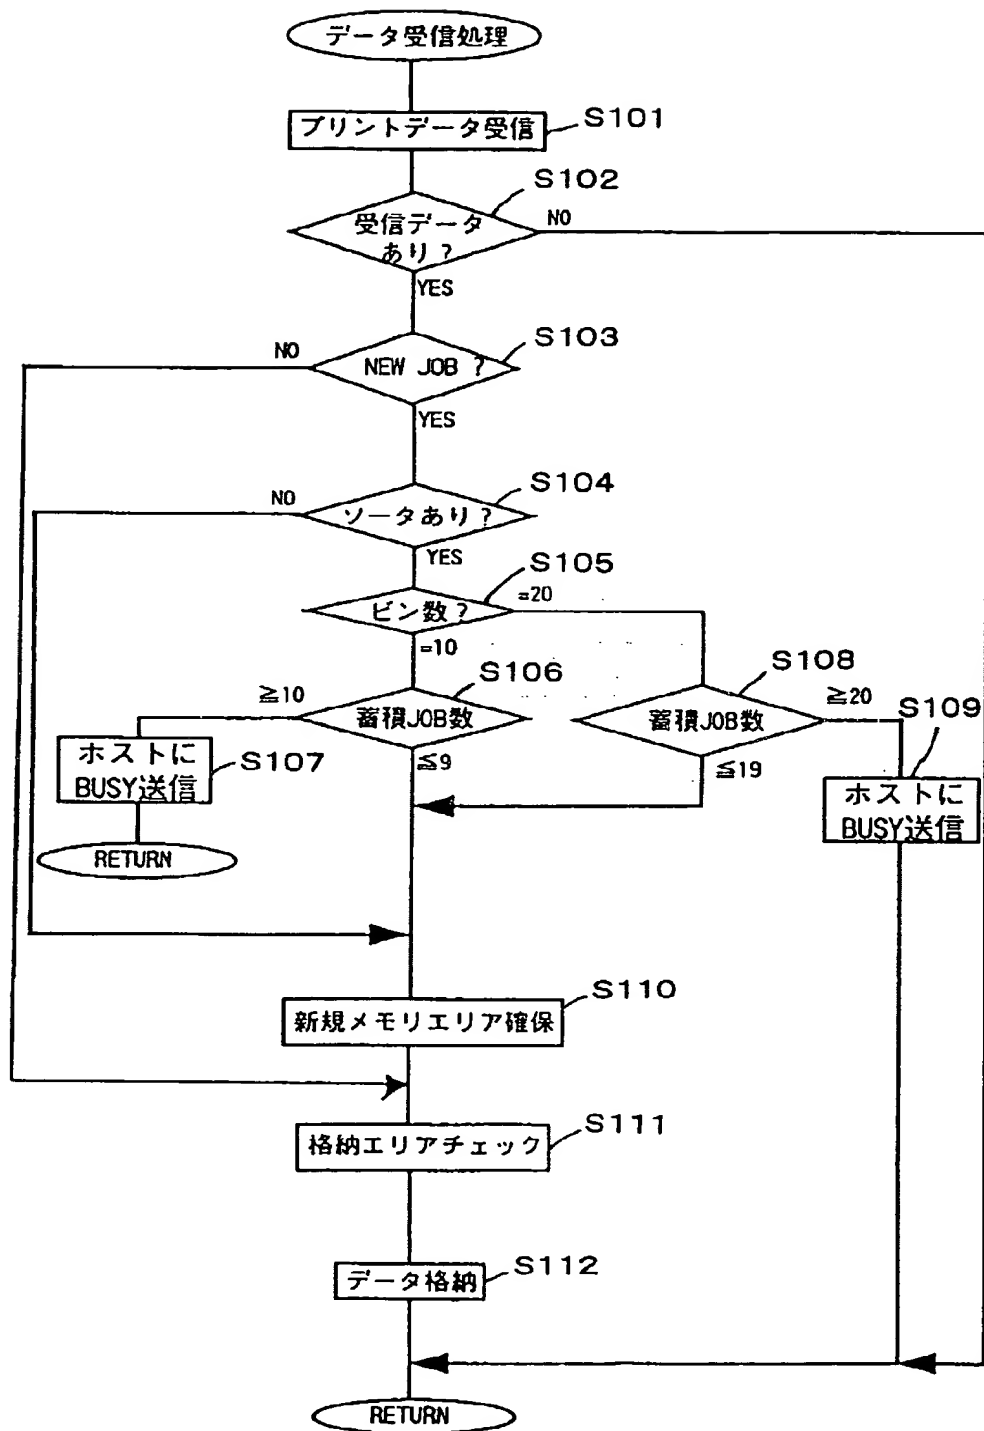 データ受信処理
プリントデータ受信
S101
S102
受信データ
あり?
NO
YES
S103
NO
NEW JOB ?
YES
S104
NO
ソータあり?
YES
S105
ビン数?
=20
=10
S106
S108
≧10
蓄積JOB数
蓄積JOB数
≧20
S109
ホストに
BUSY送信
S107
≦9
≦19
ホストに
BUSY送信
RETURN
S110
新規メモリエリア確保
S111
格納エリアチェック
S112
データ格納
RETURN